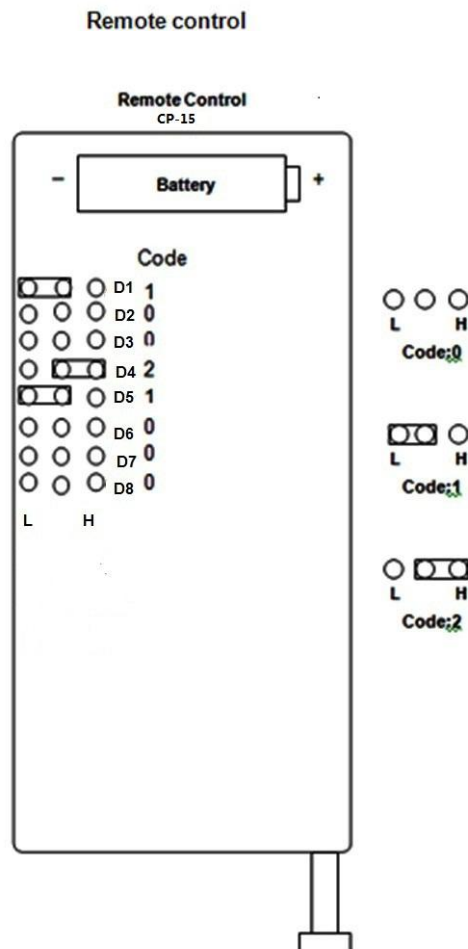 Remote control
Remote Control
CP-15
− Battery +
Code
D1 1
D2 0
D3 0
D4 2
D5 1
D6 0
D7 0
D8 0
L H
L H
Code:0
L H
Code:1
L H
Code:2